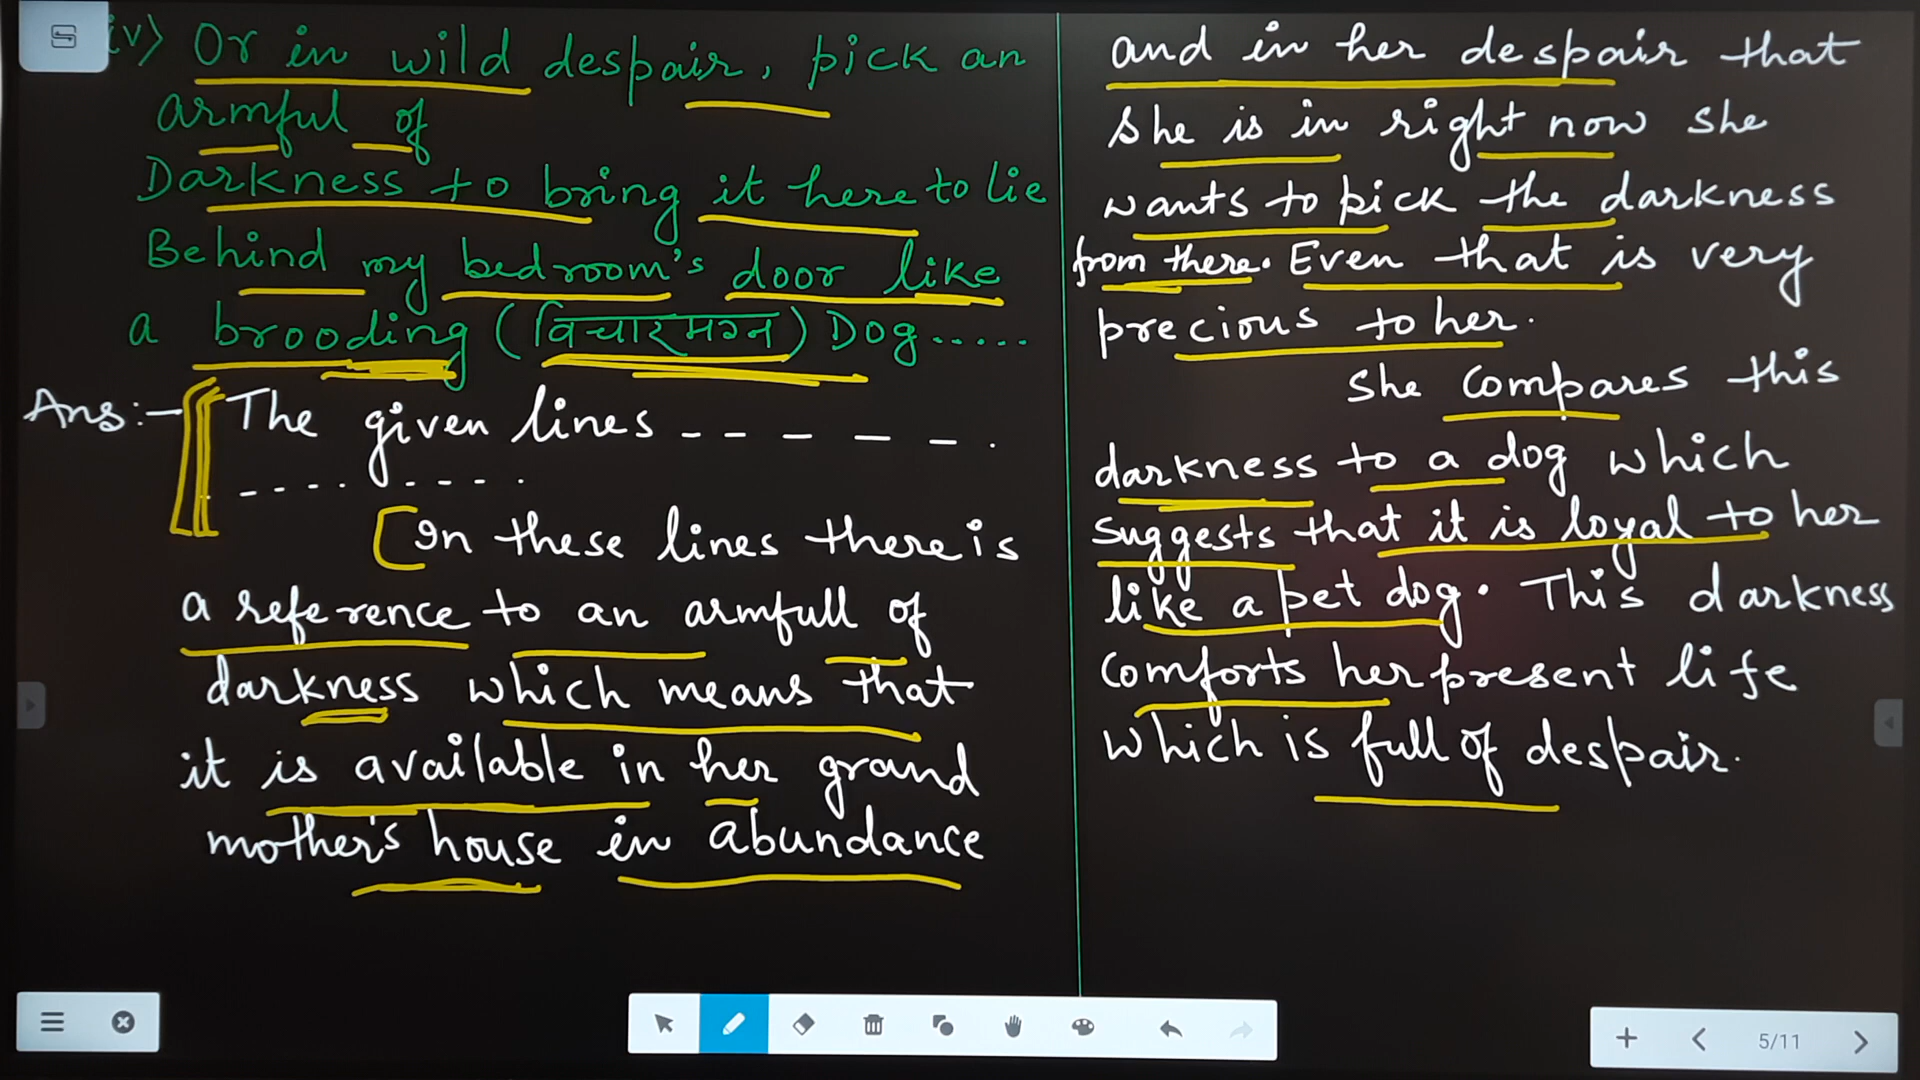 iv) Or in wild despair, pick an
armful of
Darkness to bring it here to lie
Behind my bedroom's door like
a brooding (विचारमग्न) Dog.....
Ans:- The given lines - - - - - .
- - - - . - - - - .
In these lines there is
a reference to an armfull of
darkness which means that
it is available in her grand
mother's house in abundance
and in her despair that
she is in right now she
wants to pick the darkness
from there. Even that is very
precious to her.
She compares this
darkness to a dog which
suggests that it is loyal to her
like a pet dog. This darkness
comforts her present life
which is full of despair.
5/11